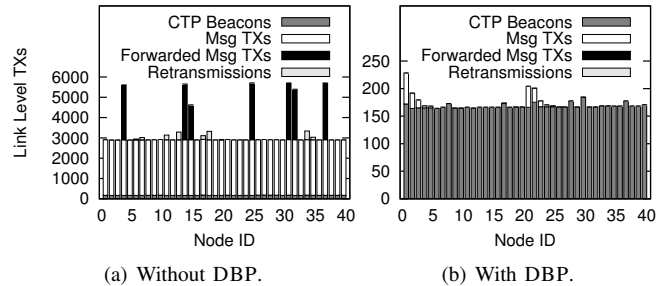 CTP Beacons
Msg TXs
Forwarded Msg TXs
Retransmissions
Link Level TXs
6000
5000
4000
3000
2000
1000
0
0 5 10 15 20 25 30 35 40
Node ID
(a) Without DBP.
CTP Beacons
Msg TXs
Forwarded Msg TXs
Retransmissions
250
200
150
100
50
0
0 5 10 15 20 25 30 35 40
Node ID
(b) With DBP.